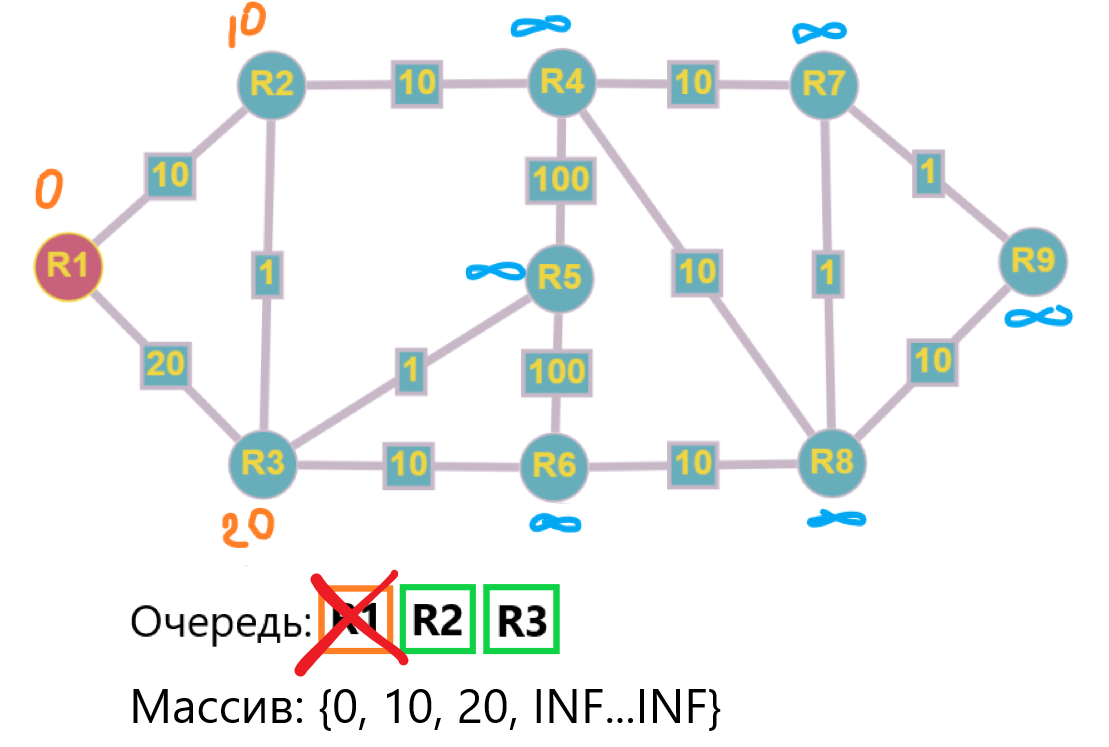 10 ∞ ∞
R2 10 R4 10 R7
10 100 1
0
R1 1 ∞ R5 10 1 R9
∞
20 1 100 10
R3 10 R6 10 R8
20 ∞ ∞
Очередь: R1 R2 R3
Массив: {0, 10, 20, INF...INF}